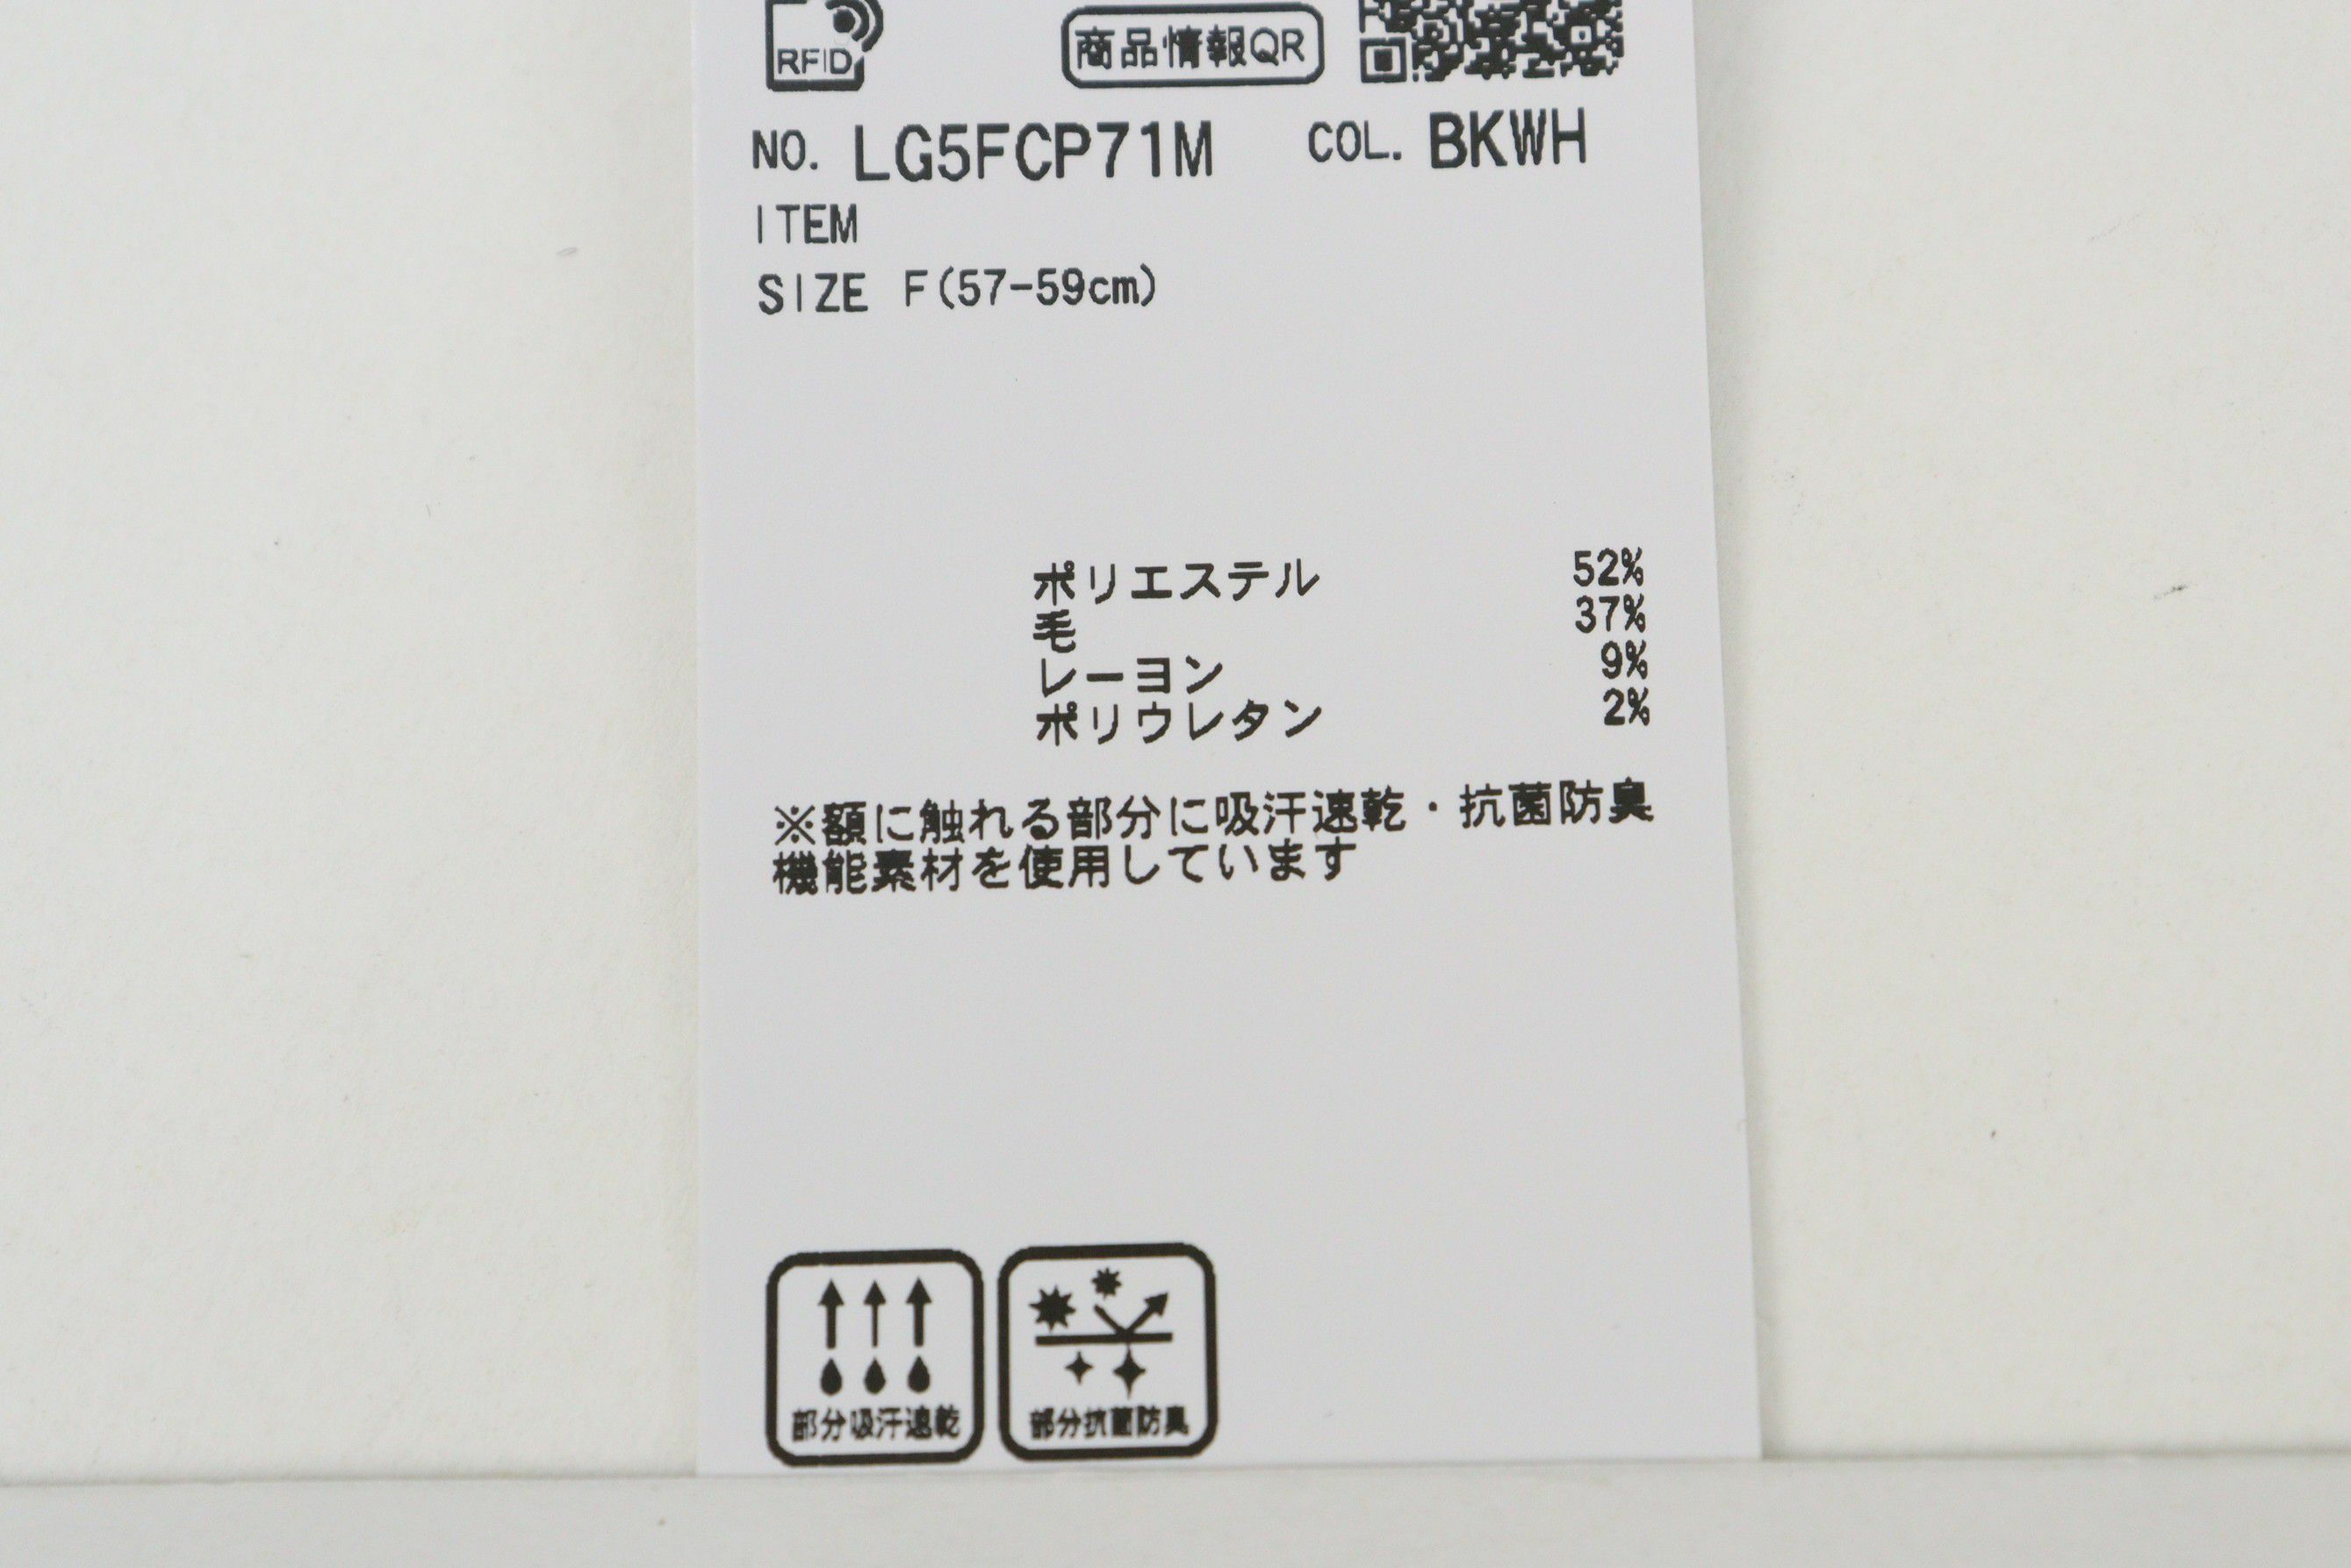 RFID 商品情報QR
NO. LG5FCP71M COL. BKWH
ITEM
SIZE F(57-59cm)
ポリエステル 52%
毛 37%
レーヨン 9%
ポリウレタン 2%
※額に触れる部分に吸汗速乾・抗菌防臭
機能素材を使用しています
部分吸汗速乾 部分抗菌防臭